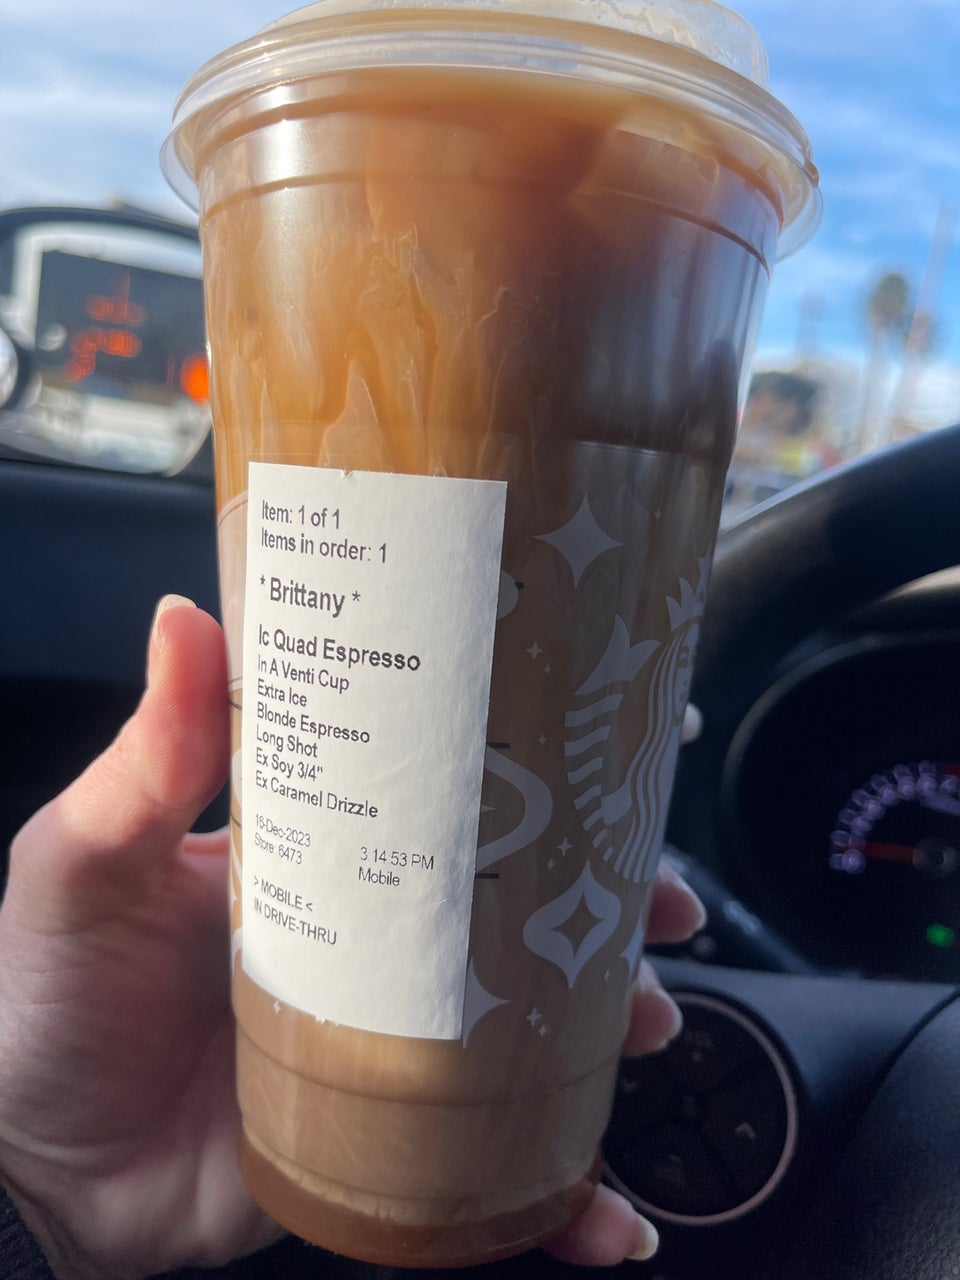 Item: 1 of 1
Items in order: 1
* Brittany *
Ic Quad Espresso
In A Venti Cup
Extra Ice
Blonde Espresso
Long Shot
Ex Soy 3/4"
Ex Caramel Drizzle
16-Dec-2023 3:14:53 PM
Store: 6473 Mobile
> MOBILE <
IN DRIVE-THRU